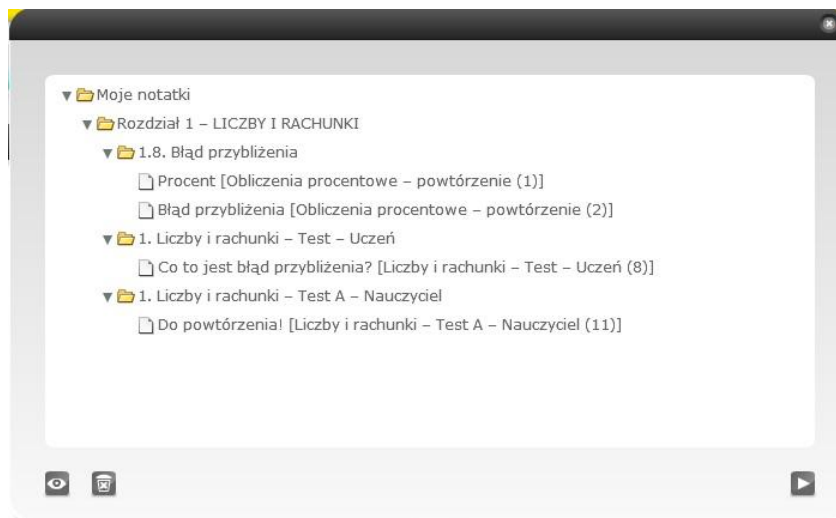 Moje notatki
Rozdział 1 – LICZBY I RACHUNKI
1.8. Błąd przybliżenia
Procent [Obliczenia procentowe – powtórzenie (1)]
Błąd przybliżenia [Obliczenia procentowe – powtórzenie (2)]
1. Liczby i rachunki – Test – Uczeń
Co to jest błąd przybliżenia? [Liczby i rachunki – Test – Uczeń (8)]
1. Liczby i rachunki – Test A – Nauczyciel
Do powtórzenia! [Liczby i rachunki – Test A – Nauczyciel (11)]